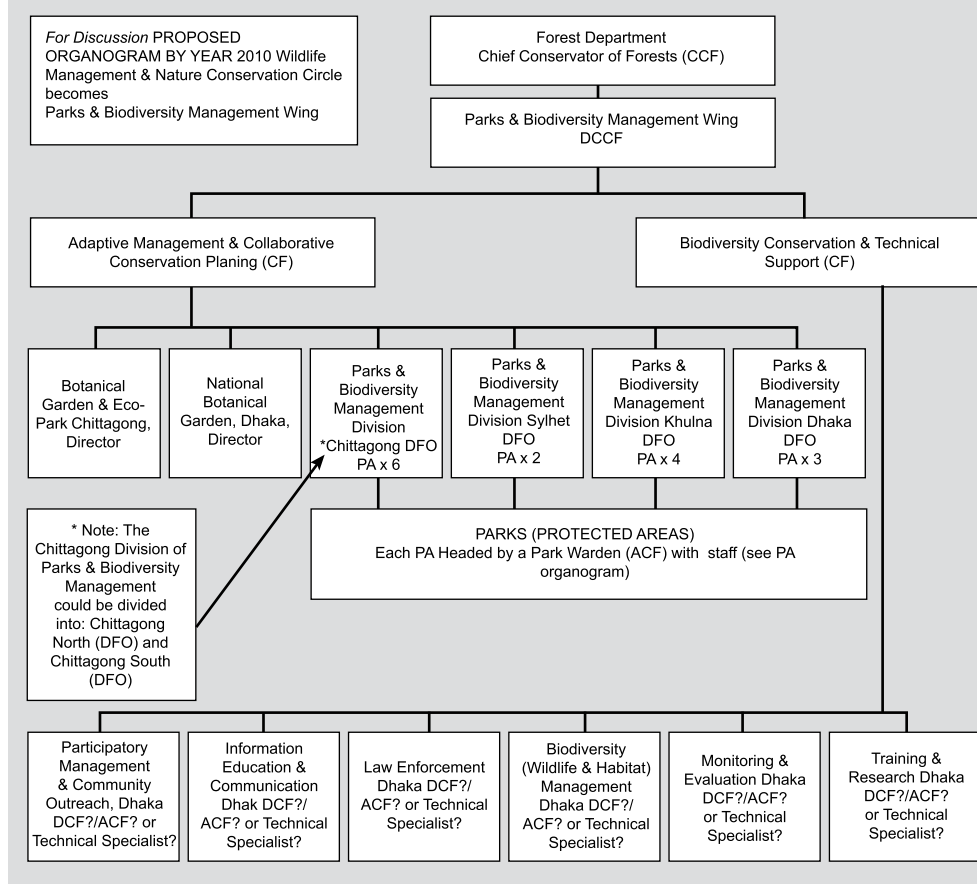 For Discussion PROPOSED
ORGANOGRAM BY YEAR 2010 Wildlife
Management & Nature Conservation Circle
becomes
Parks & Biodiversity Management Wing
Forest Department
Chief Conservator of Forests (CCF)
Parks & Biodiversity Management Wing
DCCF
Adaptive Management & Collaborative
Conservation Planing (CF)
Biodiversity Conservation & Technical
Support (CF)
Botanical
Garden & Eco-
Park Chittagong,
Director
National
Botanical
Garden, Dhaka,
Director
Parks &
Biodiversity
Management
Division
*Chittagong DFO
PA x 6
Parks &
Biodiversity
Management
Division Sylhet
DFO
PA x 2
Parks &
Biodiversity
Management
Division Khulna
DFO
PA x 4
Parks &
Biodiversity
Management
Division Dhaka
DFO
PA x 3
* Note: The
Chittagong Division of
Parks & Biodiversity
Management
could be divided
into: Chittagong
North (DFO) and
Chittagong South
(DFO)
PARKS (PROTECTED AREAS)
Each PA Headed by a Park Warden (ACF) with staff (see PA
organogram)
Participatory
Management
& Community
Outreach, Dhaka
DCF?/ACF? or
Technical Specialist?
Information
Education &
Communication
Dhak DCF?/
ACF? or Technical
Specialist?
Law Enforcement
Dhaka DCF?/
ACF? or Technical
Specialist?
Biodiversity
(Wildlife & Habitat)
Management
Dhaka DCF?/
ACF? or Technical
Specialist?
Monitoring &
Evaluation Dhaka
DCF?/ACF?
or Technical
Specialist?
Training &
Research Dhaka
DCF?/ACF?
or Technical
Specialist?